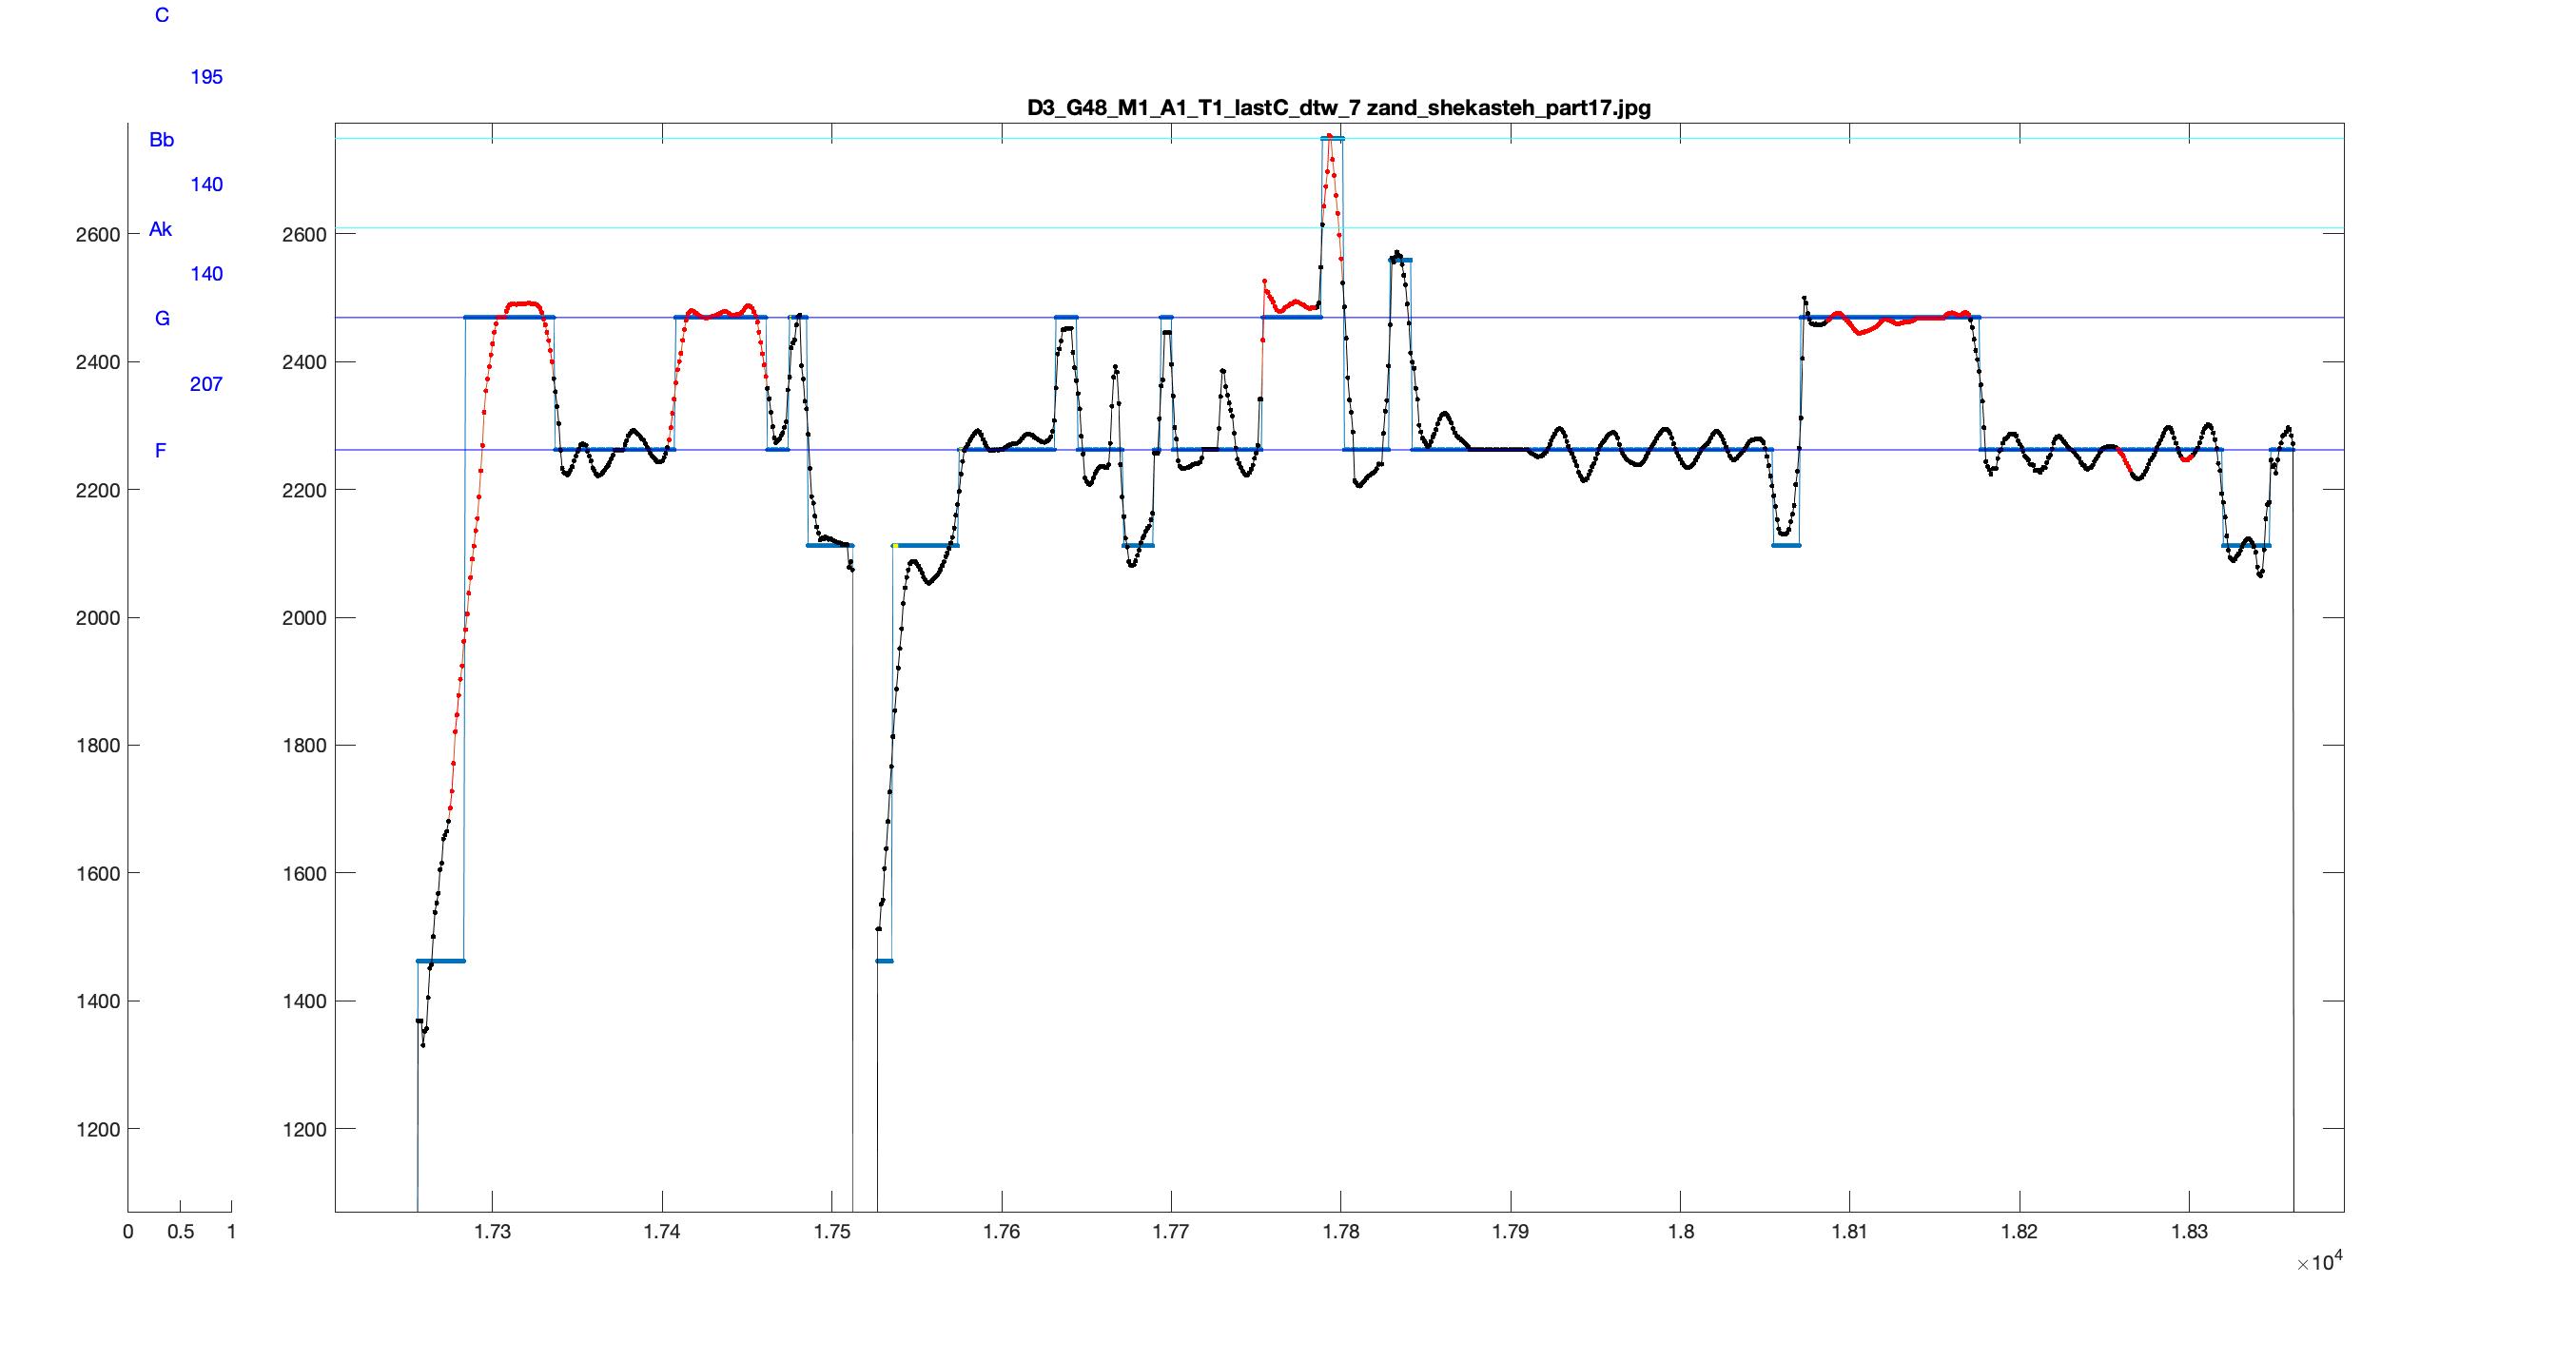 C
195
D3_G48_M1_A1_T1_lastC_dtw_7 zand_shekasteh_part17.jpg
Bb
140
2600 Ak 2600
140
G
2400 2400
207
F
2200 2200
2000 2000
1800 1800
1600 1600
1400 1400
1200 1200
0 0.5 1 1.73 1.74 1.75 1.76 1.77 1.78 1.79 1.8 1.81 1.82 1.83
×10⁴